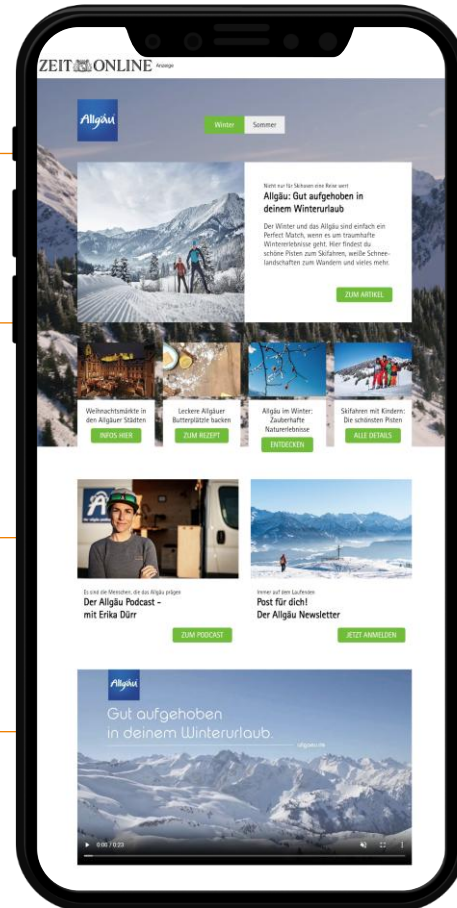 ZEIT ONLINE Anzeige
Allgäu
Winter Sommer
Nicht nur für Skihasen eine Reise wert
Allgäu: Gut aufgehoben in
deinem Winterurlaub
Der Winter und das Allgäu sind einfach ein
Perfect Match, wenn es um traumhafte
Wintererlebnisse geht. Hier findest du
schöne Pisten zum Skifahren, weiße Schnee-
landschaften zum Wandern und vieles mehr.
ZUM ARTIKEL
Weihnachtsmärkte in
den Allgäuer Städten
INFOS HIER
Leckere Allgäuer
Butterplätzle backen
ZUM REZEPT
Allgäu im Winter:
Zauberhafte
Naturerlebnisse
ENTDECKEN
Skifahren mit Kindern:
Die schönsten Pisten
ALLE DETAILS
Es sind die Menschen, die das Allgäu prägen
Der Allgäu Podcast –
mit Erika Dürr
ZUM PODCAST
Immer auf dem Laufenden
Post für dich!
Der Allgäu Newsletter
JETZT ANMELDEN
Allgäu
Gut aufgehoben
in deinem Winterurlaub.
allgaeu.de
0:00 / 0:23